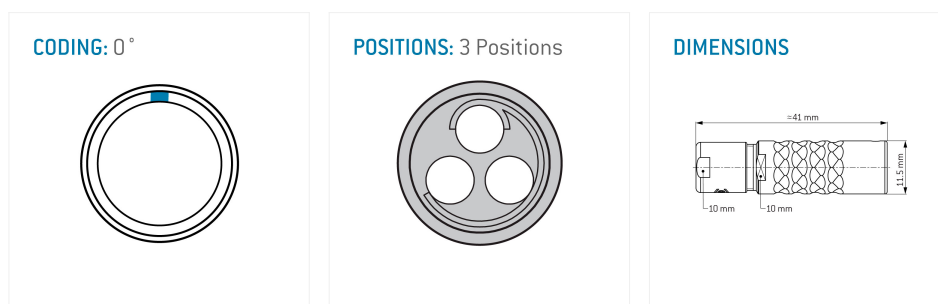 CODING: 0°
POSITIONS: 3 Positions
DIMENSIONS
≈41 mm
11.5 mm
10 mm
10 mm